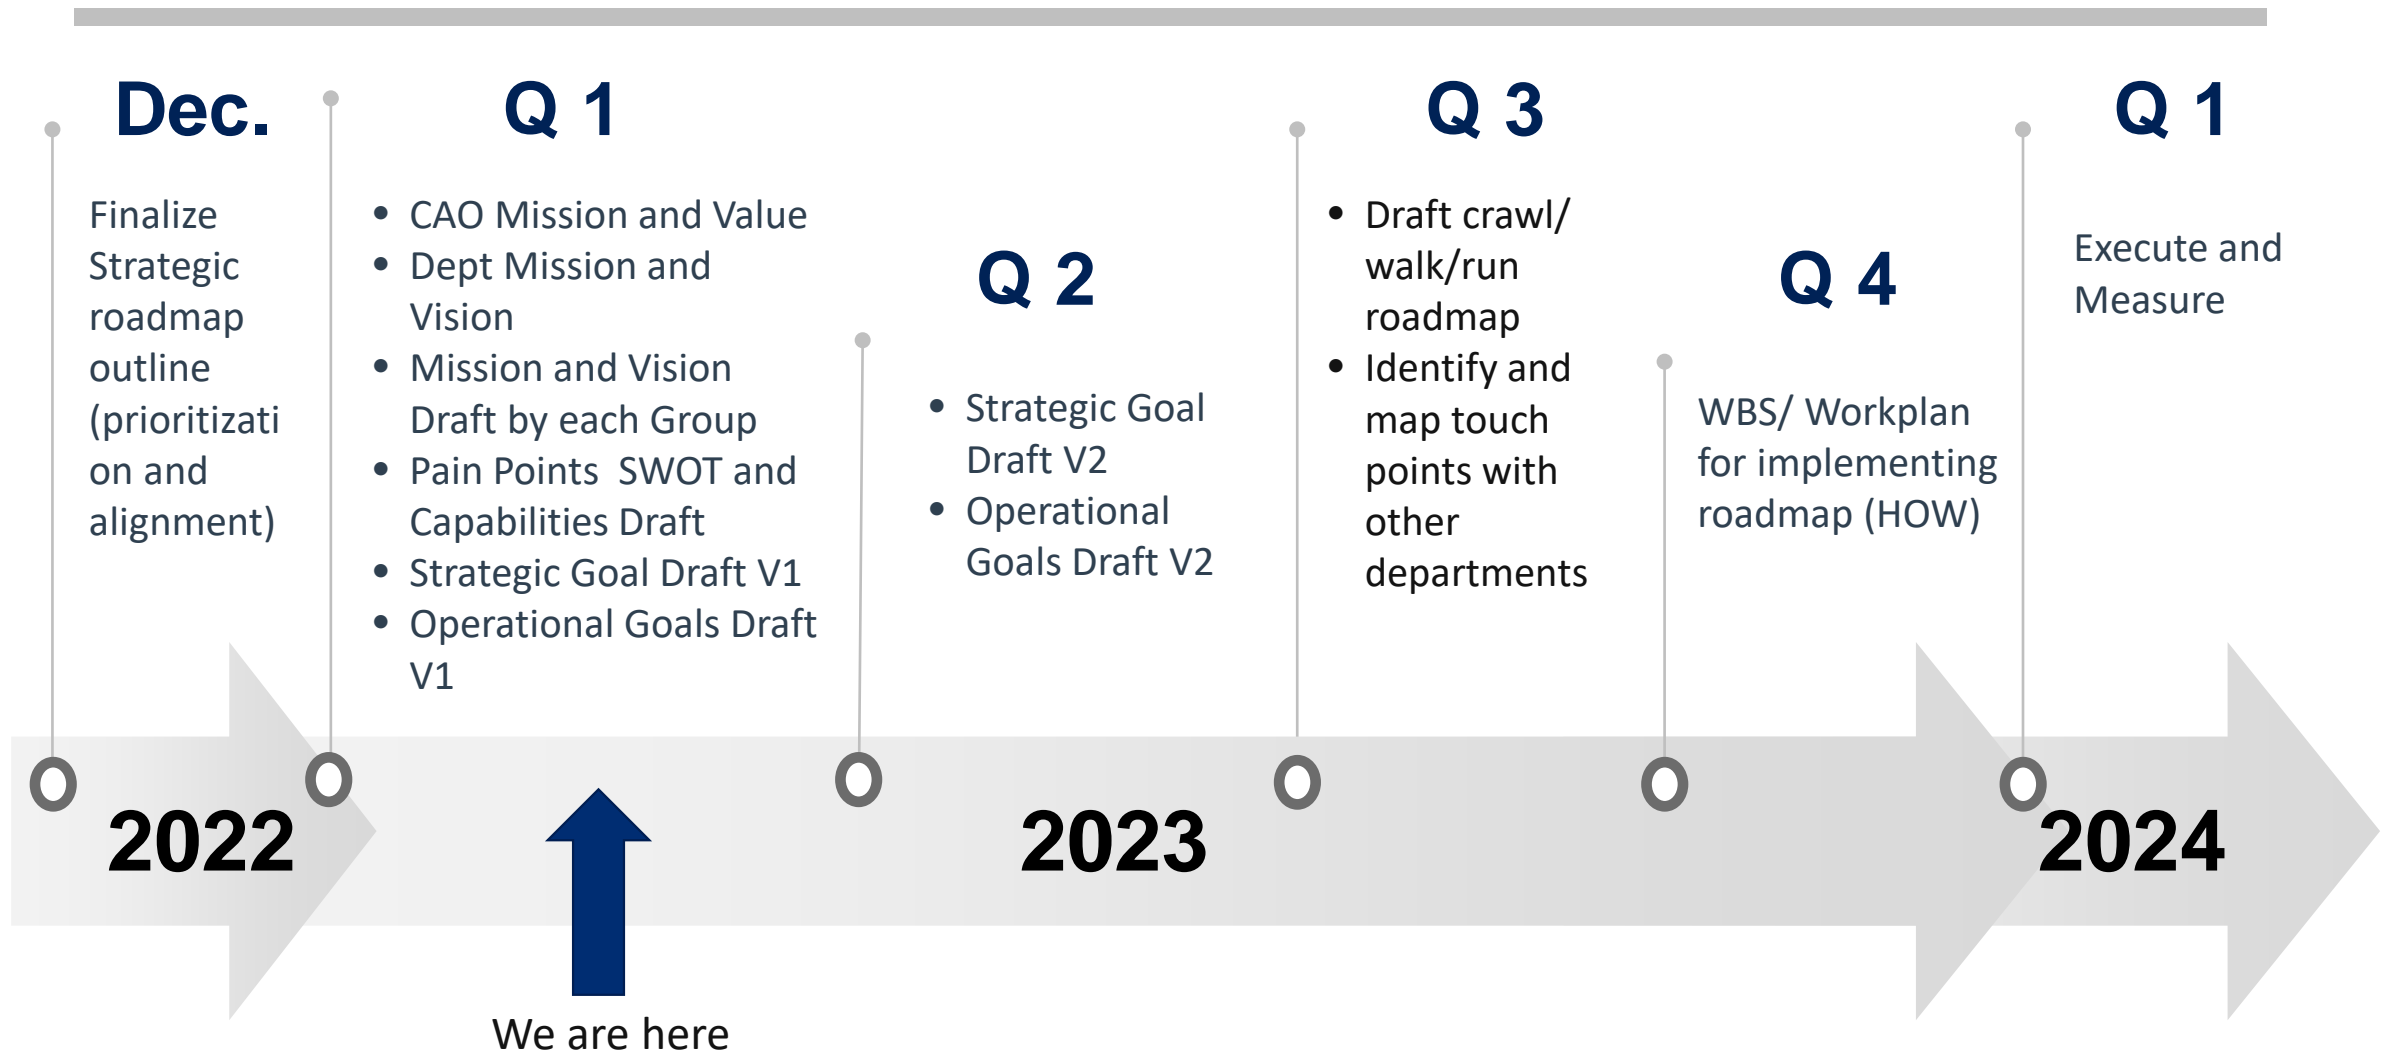 Dec.
Finalize
Strategic
roadmap
outline
(prioritizati
on and
alignment)
Q 1
• CAO Mission and Value
• Dept Mission and
Vision
• Mission and Vision
Draft by each Group
• Pain Points  SWOT and
Capabilities Draft
• Strategic Goal Draft V1
• Operational Goals Draft
V1
Q 2
• Strategic Goal
Draft V2
• Operational
Goals Draft V2
Q 3
• Draft crawl/
walk/run
roadmap
• Identify and
map touch
points with
other
departments
Q 4
WBS/ Workplan
for implementing
roadmap (HOW)
Q 1
Execute and
Measure
2022
2023
2024
We are here